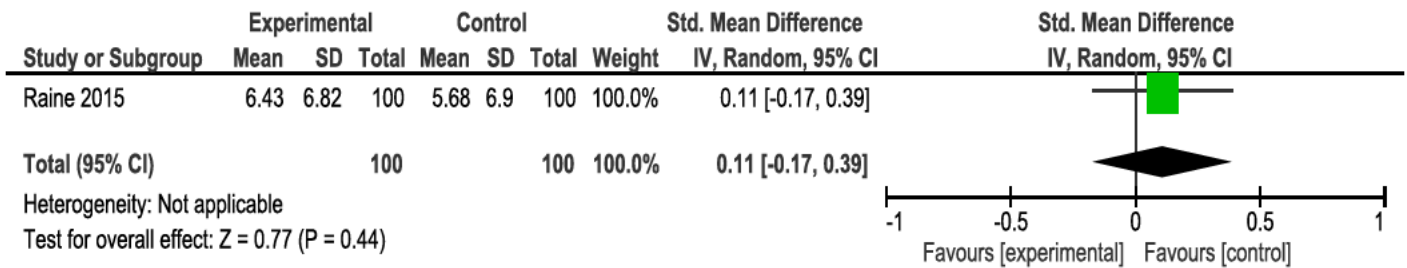 Experimental Control Std. Mean Difference Std. Mean Difference
Study or Subgroup Mean SD Total Mean SD Total Weight IV, Random, 95% CI IV, Random, 95% CI
Raine 2015 6.43 6.82 100 5.68 6.9 100 100.0% 0.11 [-0.17, 0.39]
Total (95% CI) 100 100 100.0% 0.11 [-0.17, 0.39]
Heterogeneity: Not applicable
Test for overall effect: Z = 0.77 (P = 0.44)
-1 -0.5 0 0.5 1
Favours [experimental] Favours [control]